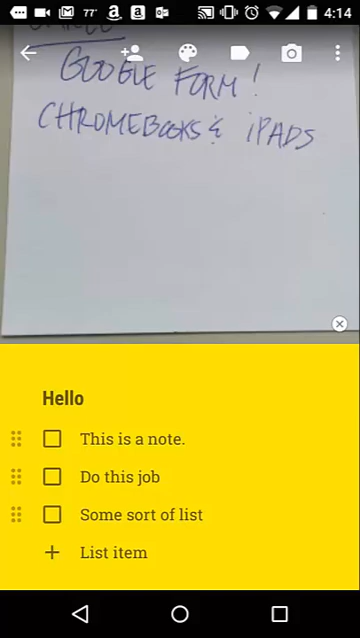 77°
4:14
GOOGLE FORM!
CHROMEBOOKS & iPADS
Hello
This is a note.
Do this job
Some sort of list
+ List item